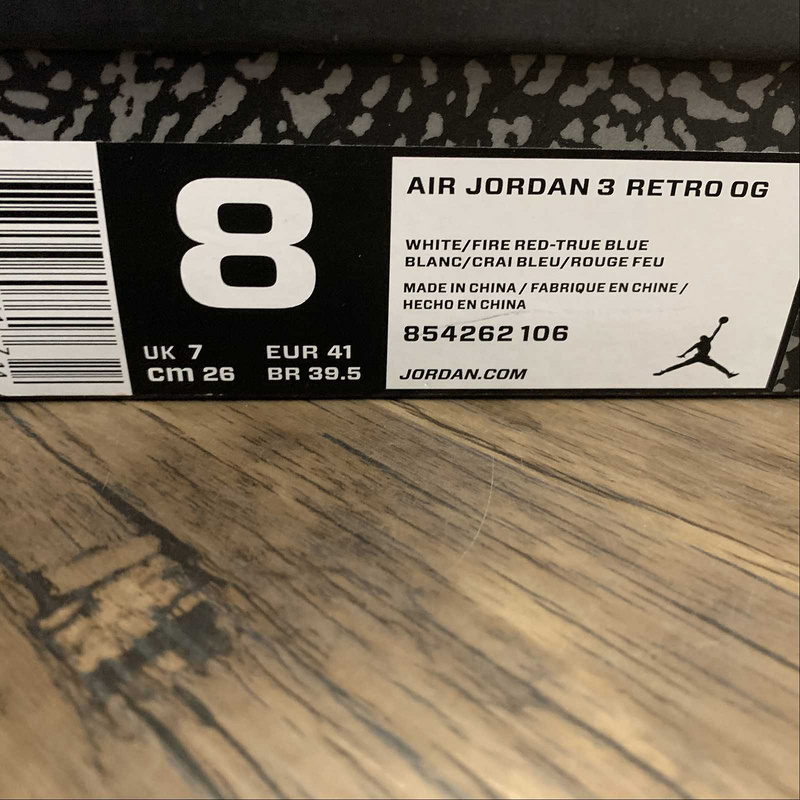 8
UK 7 EUR 41
cm 26 BR 39.5
AIR JORDAN 3 RETRO OG
WHITE/FIRE RED-TRUE BLUE
BLANC/CRAI BLEU/ROUGE FEU
MADE IN CHINA / FABRIQUE EN CHINE /
HECHO EN CHINA
854262 106
JORDAN.COM